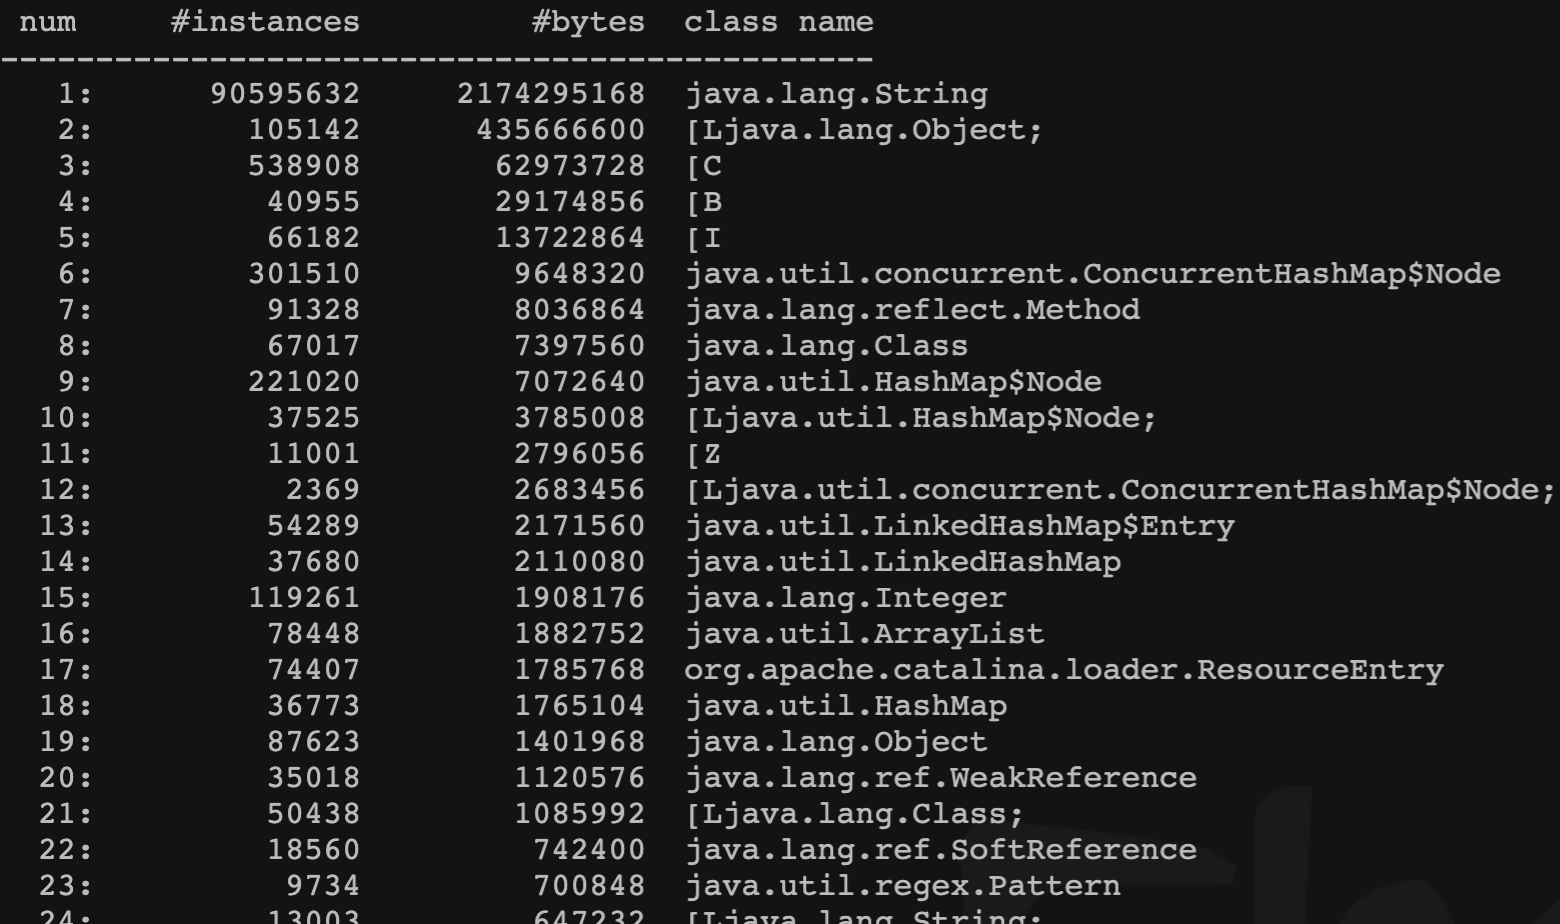 num #instances #bytes class name
----------------------------------------------
1: 90595632 2174295168 java.lang.String
2: 105142 435666600 [Ljava.lang.Object;
3: 538908 62973728 [C
4: 40955 29174856 [B
5: 66182 13722864 [I
6: 301510 9648320 java.util.concurrent.ConcurrentHashMap$Node
7: 91328 8036864 java.lang.reflect.Method
8: 67017 7397560 java.lang.Class
9: 221020 7072640 java.util.HashMap$Node
10: 37525 3785008 [Ljava.util.HashMap$Node;
11: 11001 2796056 [Z
12: 2369 2683456 [Ljava.util.concurrent.ConcurrentHashMap$Node;
13: 54289 2171560 java.util.LinkedHashMap$Entry
14: 37680 2110080 java.util.LinkedHashMap
15: 119261 1908176 java.lang.Integer
16: 78448 1882752 java.util.ArrayList
17: 74407 1785768 org.apache.catalina.loader.ResourceEntry
18: 36773 1765104 java.util.HashMap
19: 87623 1401968 java.lang.Object
20: 35018 1120576 java.lang.ref.WeakReference
21: 50438 1085992 [Ljava.lang.Class;
22: 18560 742400 java.lang.ref.SoftReference
23: 9734 700848 java.util.regex.Pattern
24: 13003 647232 [Ljava.lang.String;